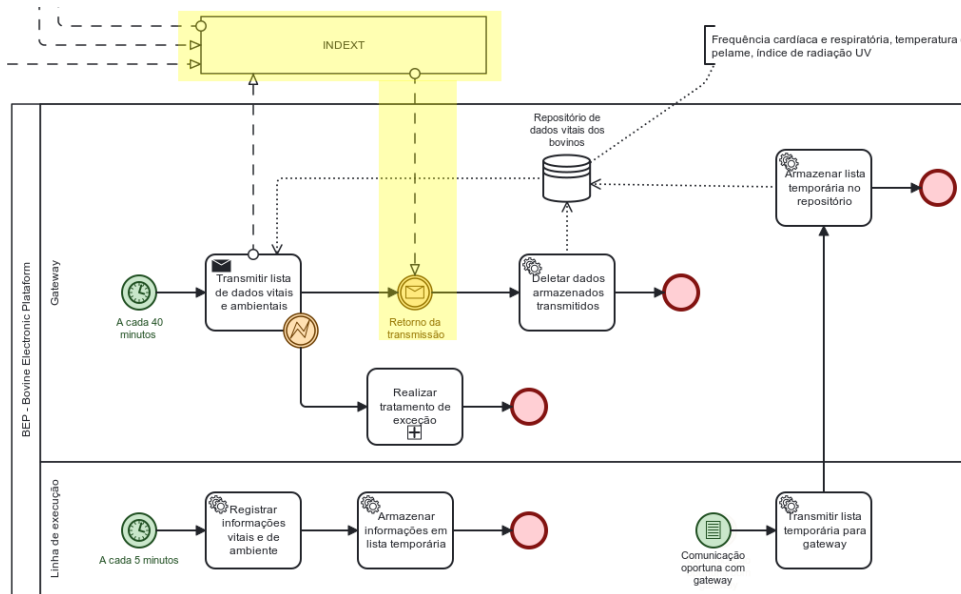 INDEXT
Frequência cardíaca e respiratória, temperatura
pelame, índice de radiação UV
Repositório de
dados vitais dos
bovinos
Armazenar lista
temporária no
repositório
BEP - Bovine Electronic Plataform
Gateway
A cada 40
minutos
Transmitir lista
de dados vitais
e ambientais
Retorno da
transmissão
Deletar dados
armazenados
transmitidos
Realizar
tratamento de
exceção
Linha de execução
A cada 5 minutos
Registrar
informações
vitais e de
ambiente
Armazenar
informações em
lista temporária
Comunicação
oportuna com
gateway
Transmitir lista
temporária para
gateway